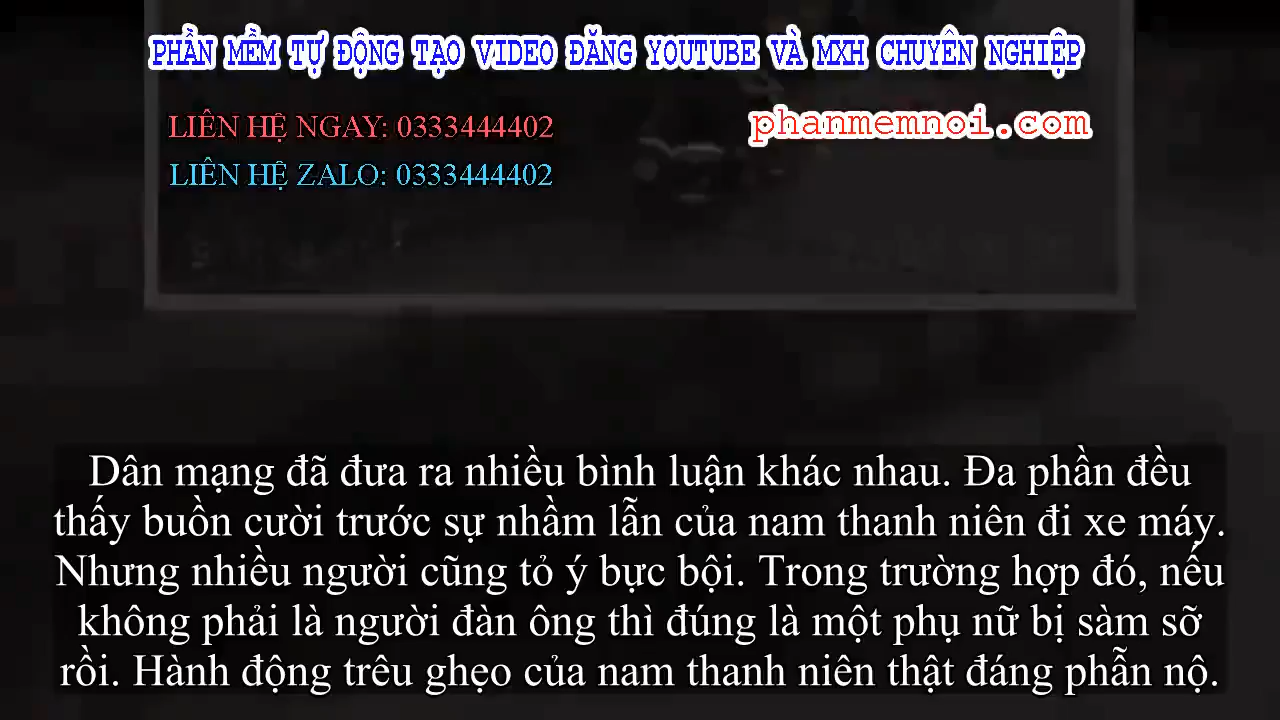 PHẦN MỀM TỰ ĐỘNG TẠO VIDEO ĐĂNG YOUTUBE VÀ MXH CHUYÊN NGHIỆP
LIÊN HỆ NGAY: 0333444402
phanmemnoi.com
LIÊN HỆ ZALO: 0333444402
Dân mạng đã đưa ra nhiều bình luận khác nhau. Đa phần đều
thấy buồn cười trước sự nhầm lẫn của nam thanh niên đi xe máy.
Nhưng nhiều người cũng tỏ ý bực bội. Trong trường hợp đó, nếu
không phải là người đàn ông thì đúng là một phụ nữ bị sàm sỡ
rồi. Hành động trêu ghẹo của nam thanh niên thật đáng phẫn nộ.